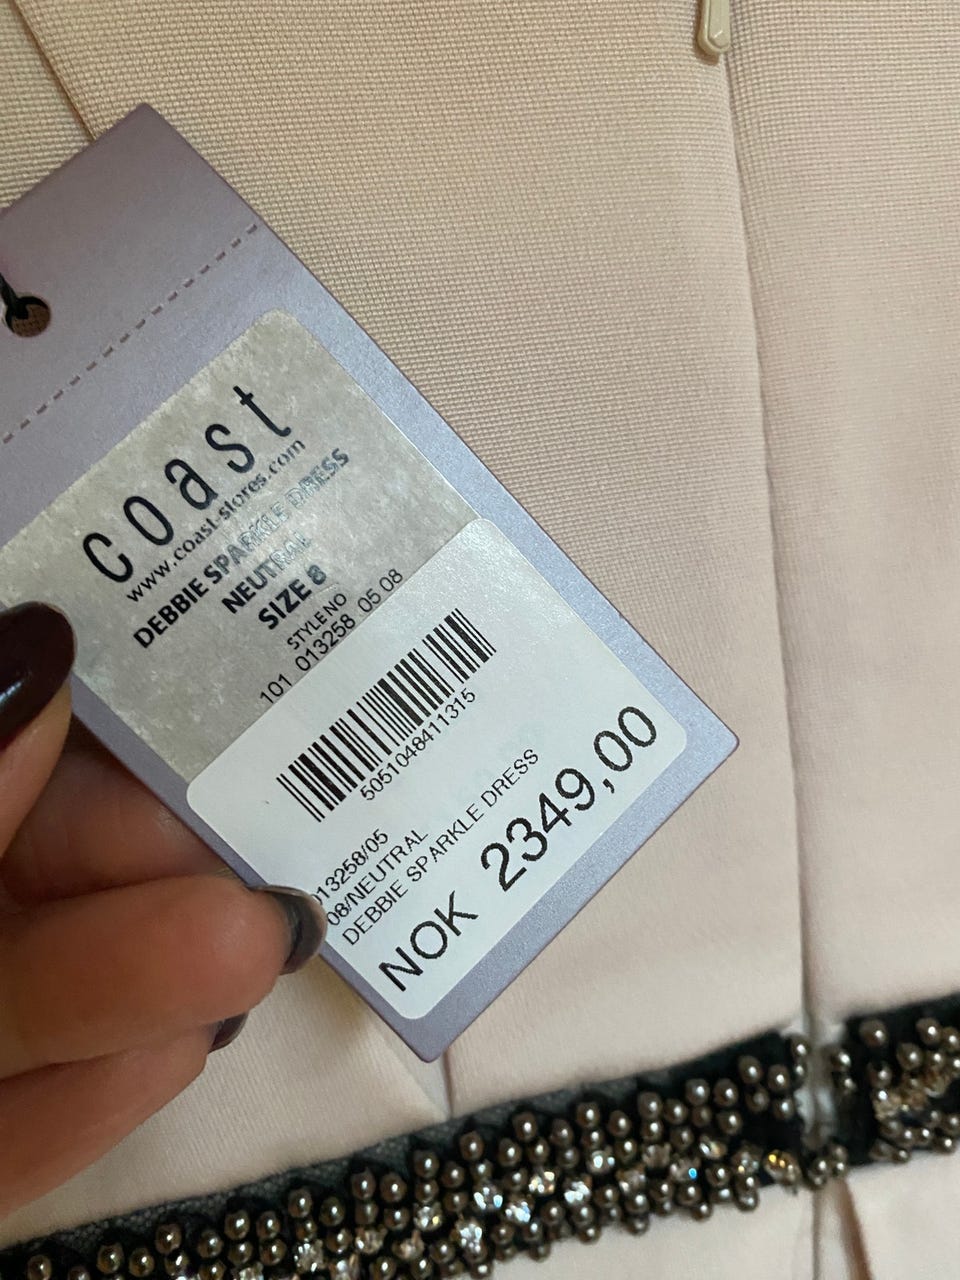 coast
www.coast-stores.com
DEBBIE SPARKLE DRESS
NEUTRAL
SIZE 8
STYLE NO
101 013258 05 08
5051048411315
013258/05
08/NEUTRAL
DEBBIE SPARKLE DRESS
NOK 2349,00